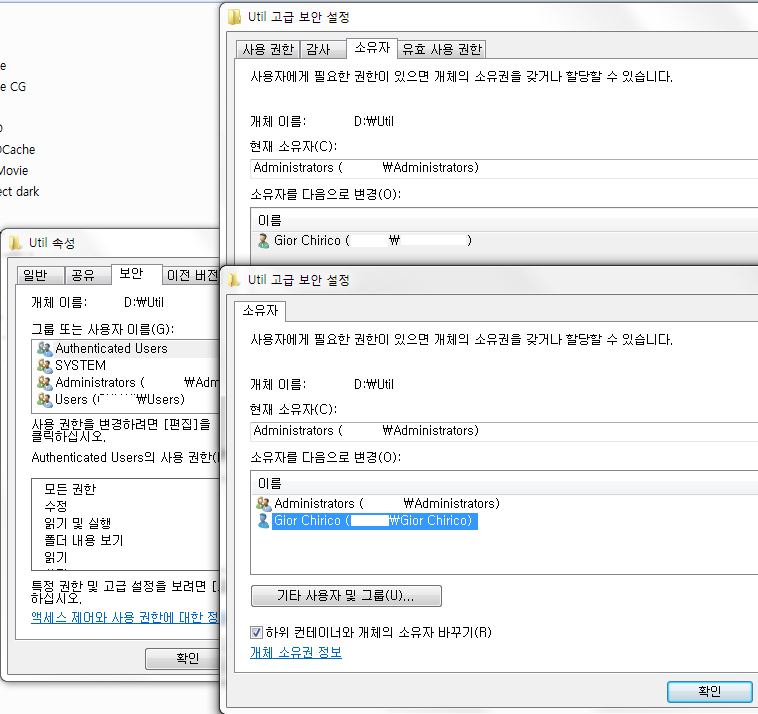 e
e CG
OCache
Movie
ect dark
Util 고급 보안 설정
사용 권한 감사 소유자 유효 사용 권한
사용자에게 필요한 권한이 있으면 개체의 소유권을 갖거나 할당할 수 있습니다.
개체 이름: D:\Util
현재 소유자(C):
Administrators ( \Administrators)
소유자를 다음으로 변경(O):
이름
Gior Chirico ( \ )
Util 속성
일반 공유 보안 이전 버전
개체 이름: D:\Util
그룹 또는 사용자 이름(G):
Authenticated Users
SYSTEM
Administrators ( \Adm
Users ( \Users)
사용 권한을 변경하려면 [편집]을
클릭하십시오.
Authenticated Users의 사용 권한(
모든 권한
수정
읽기 및 실행
폴더 내용 보기
읽기
특정 권한 및 고급 설정을 보려면 [
하십시오.
액세스 제어와 사용 권한에 대한 정
확인
Util 고급 보안 설정
소유자
사용자에게 필요한 권한이 있으면 개체의 소유권을 갖거나 할당할 수 있습니다.
개체 이름: D:\Util
현재 소유자(C):
Administrators ( \Administrators)
소유자를 다음으로 변경(O):
이름
Administrators ( \Administrators)
Gior Chirico ( \Gior Chirico)
기타 사용자 및 그룹(U)...
하위 컨테이너와 개체의 소유자 바꾸기(R)
개체 소유권 정보
확인